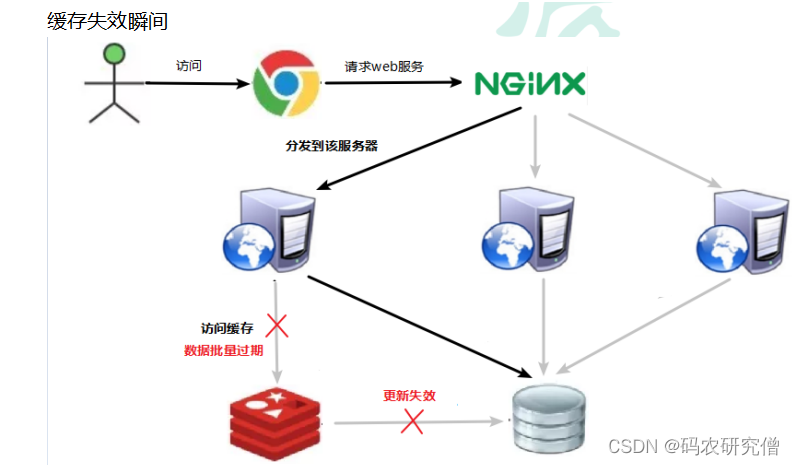 缓存失效瞬间
访问
请求web服务
NGINX
分发到该服务器
访问缓存
数据批量过期
更新失效
CSDN @码农研究僧